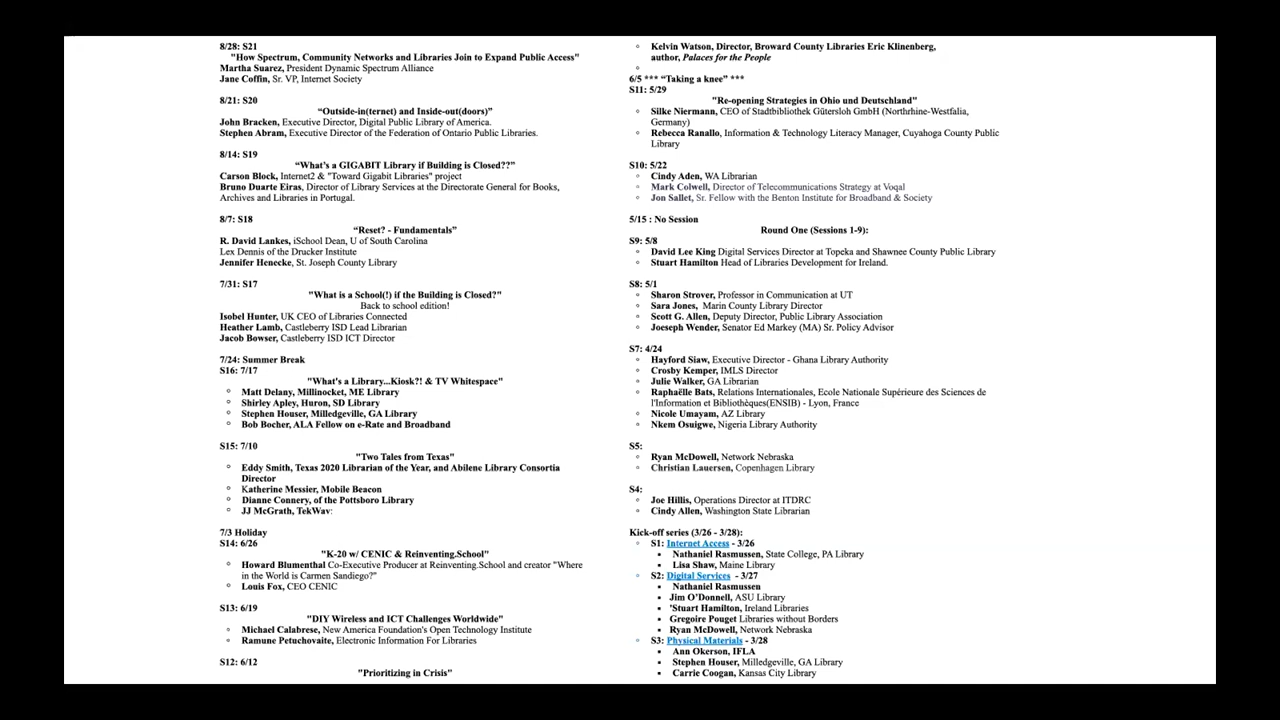 8/28: S21
"How Spectrum, Community Networks and Libraries Join to Expand Public Access"
Martha Suarez, President Dynamic Spectrum Alliance
Jane Coffin, Sr. VP, Internet Society
8/21: S20
“Outside-in(ternet) and Inside-out(doors)”
John Bracken, Executive Director, Digital Public Library of America.
Stephen Abram, Executive Director of the Federation of Ontario Public Libraries.
8/14: S19
“What’s a GIGABIT Library if Building is Closed??”
Carson Block, Internet2 & "Toward Gigabit Libraries" project
Bruno Duarte Eiras, Director of Library Services at the Directorate General for Books,
Archives and Libraries in Portugal.
8/7: S18
“Reset? - Fundamentals”
R. David Lankes, iSchool Dean, U of South Carolina
Lex Dennis of the Drucker Institute
Jennifer Henecke, St. Joseph County Library
7/31: S17
"What is a School(!) if the Building is Closed?"
Back to school edition!
Isobel Hunter, UK CEO of Libraries Connected
Heather Lamb, Castleberry ISD Lead Librarian
Jacob Bowser, Castleberry ISD ICT Director
7/24: Summer Break
S16: 7/17
"What's a Library...Kiosk?! & TV Whitespace"
Matt Delany, Millinocket, ME Library
Shirley Apley, Huron, SD Library
Stephen Houser, Milledgeville, GA Library
Bob Bocher, ALA Fellow on e-Rate and Broadband
S15: 7/10
"Two Tales from Texas"
Eddy Smith, Texas 2020 Librarian of the Year, and Abilene Library Consortia
Director
Katherine Messier, Mobile Beacon
Dianne Connery, of the Pottsboro Library
JJ McGrath, TekWav:
7/3 Holiday
S14: 6/26
"K-20 w/ CENIC & Reinventing.School"
Howard Blumenthal Co-Executive Producer at Reinventing.School and creator "Where
in the World is Carmen Sandiego?"
Louis Fox, CEO CENIC
S13: 6/19
"DIY Wireless and ICT Challenges Worldwide"
Michael Calabrese, New America Foundation's Open Technology Institute
Ramune Petuchovaite, Electronic Information For Libraries
S12: 6/12
"Prioritizing in Crisis"
Kelvin Watson, Director, Broward County Libraries Eric Klinenberg,
author, Palaces for the People
6/5 *** “Taking a knee” ***
S11: 5/29
"Re-opening Strategies in Ohio und Deutschland"
Silke Niermann, CEO of Stadtbibliothek Gütersloh GmbH (Northrhine-Westfalia,
Germany)
Rebecca Ranallo, Information & Technology Literacy Manager, Cuyahoga County Public
Library
S10: 5/22
Cindy Aden, WA Librarian
Mark Colwell, Director of Telecommunications Strategy at Voqal
Jon Sallet, Sr. Fellow with the Benton Institute for Broadband & Society
5/15 : No Session
Round One (Sessions 1-9):
S9: 5/8
David Lee King Digital Services Director at Topeka and Shawnee County Public Library
Stuart Hamilton Head of Libraries Development for Ireland.
S8: 5/1
Sharon Strover, Professor in Communication at UT
Sara Jones, Marin County Library Director
Scott G. Allen, Deputy Director, Public Library Association
Joeseph Wender, Senator Ed Markey (MA) Sr. Policy Advisor
S7: 4/24
Hayford Siaw, Executive Director - Ghana Library Authority
Crosby Kemper, IMLS Director
Julie Walker, GA Librarian
Raphaëlle Bats, Relations Internationales, Ecole Nationale Supérieure des Sciences de
l'Information et Bibliothèques(ENSIB) - Lyon, France
Nicole Umayam, AZ Library
Nkem Osuigwe, Nigeria Library Authority
S5:
Ryan McDowell, Network Nebraska
Christian Lauersen, Copenhagen Library
S4:
Joe Hillis, Operations Director at ITDRC
Cindy Allen, Washington State Librarian
Kick-off series (3/26 - 3/28):
S1: Internet Access - 3/26
Nathaniel Rasmussen, State College, PA Library
Lisa Shaw, Maine Library
S2: Digital Services - 3/27
Nathaniel Rasmussen
Jim O’Donnell, ASU Library
'Stuart Hamilton, Ireland Libraries
Gregoire Pouget Libraries without Borders
Ryan McDowell, Network Nebraska
S3: Physical Materials - 3/28
Ann Okerson, IFLA
Stephen Houser, Milledgeville, GA Library
Carrie Coogan, Kansas City Library